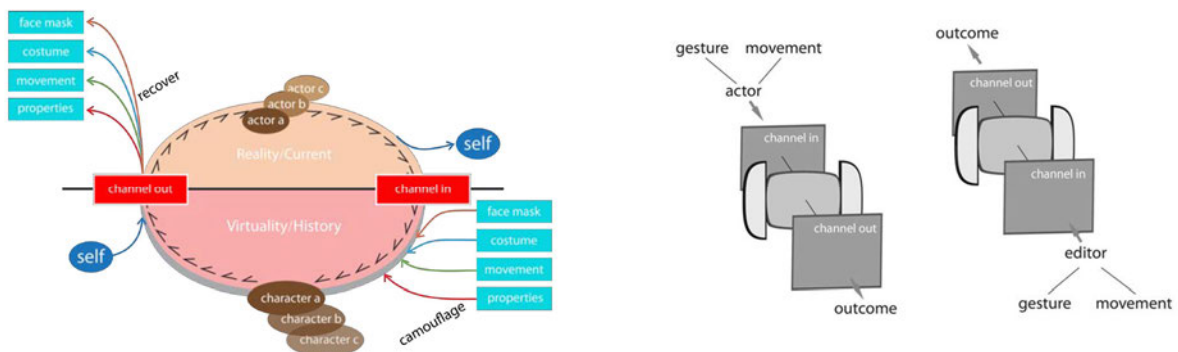 face mask
costume
movement
properties
recover
actor c
actor b
actor a
Reality/Current
self
channel out
channel in
Virtuality/History
self
face mask
costume
movement
properties
camouflage
character a
character b
character c
gesture movement
actor
channel in
channel out
outcome
outcome
channel out
channel in
editor
gesture movement